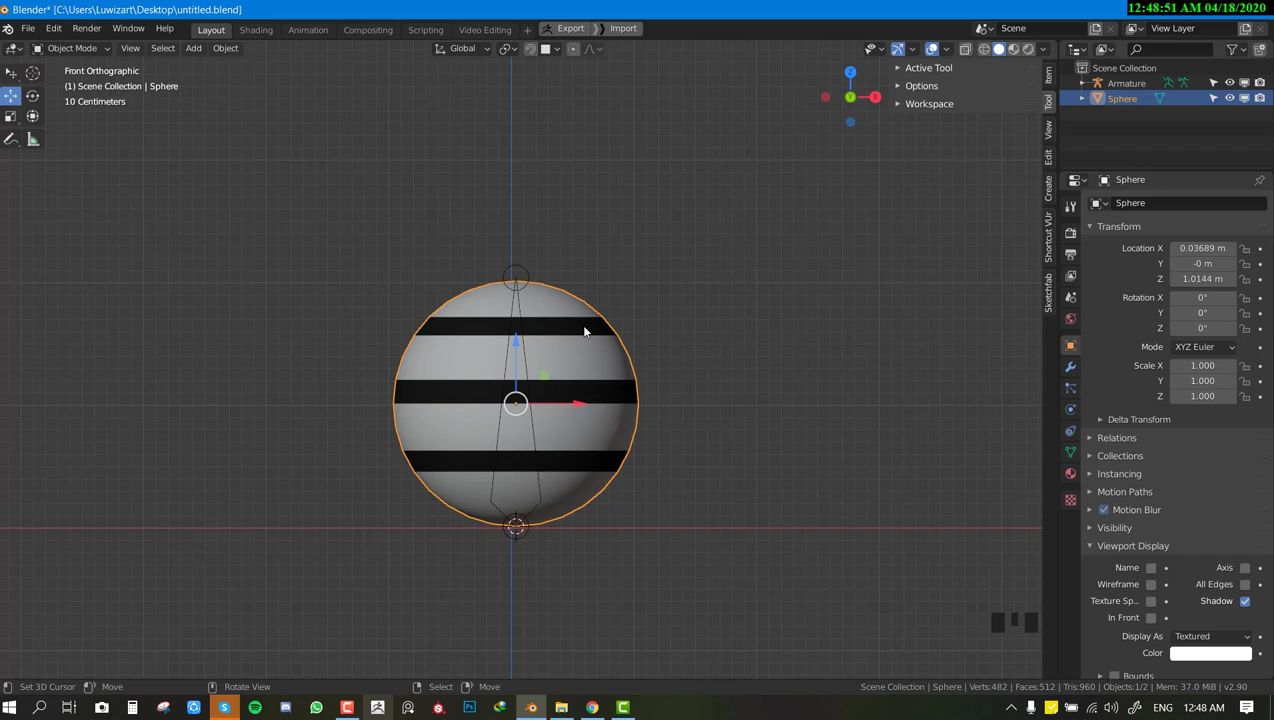 Blender* [C:\Users\Luwizart\Desktop\untitled.blend]
12:48:51 AM 04/18/2020
File Edit Render Window Help
Layout Shading Animation Compositing Scripting Video Editing + Export Import
Scene
View Layer
Object Mode View Select Add Object
Global
Front Orthographic
(1) Scene Collection | Sphere
10 Centimeters
Z
Y
X
Active Tool
Options
Workspace
Item
Tool
View
Edit
Create
Shortcut VUr
Sketchfab
Scene Collection
Armature
Sphere
Sphere
Sphere
Transform
Location X 0.03689 m
Y -0 m
Z 1.0144 m
Rotation X 0°
Y 0°
Z 0°
Mode XYZ Euler
Scale X 1.000
Y 1.000
Z 1.000
Delta Transform
Relations
Collections
Instancing
Motion Paths
Motion Blur
Visibility
Viewport Display
Name Axis
Wireframe All Edges
Texture Sp... Shadow
In Front
Display As Textured
Color
Bounds
Set 3D Cursor Move Rotate View Select Move
Scene Collection | Sphere | Verts:482 | Faces:512 | Tris:960 | Objects:1/2 | Mem: 37.0 MiB | v2.90
ENG 12:48 AM